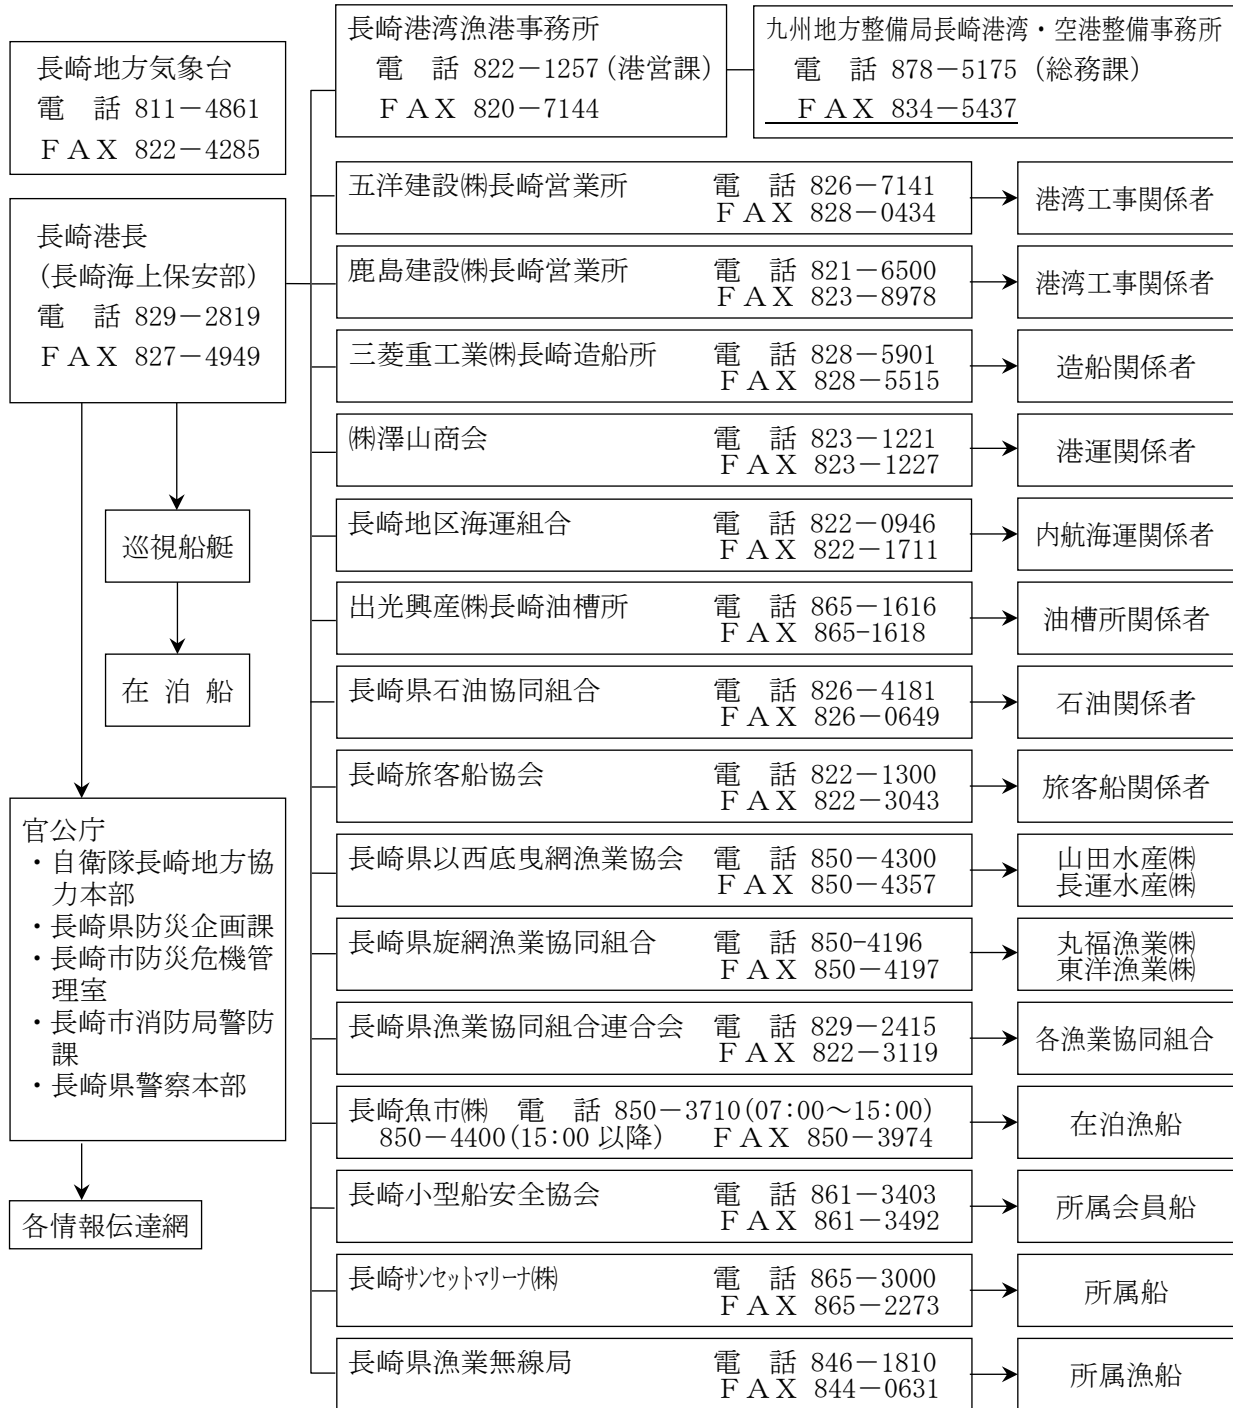 長崎地方気象台
電　話 811－4861
ＦＡＸ 822－4285
長崎港長
(長崎海上保安部)
電　話 829－2819
ＦＡＸ 827－4949
巡視船艇
在 泊 船
官公庁
・自衛隊長崎地方協
力本部
・長崎県防災企画課
・長崎市防災危機管
理室
・長崎市消防局警防
課
・長崎県警察本部
各情報伝達網
長崎港湾漁港事務所
電　話 822－1257 (港営課)
ＦＡＸ 820－7144
九州地方整備局長崎港湾・空港整備事務所
電　話 878－5175 (総務課)
ＦＡＸ 834－5437
五洋建設㈱長崎営業所　電　話 826－7141
ＦＡＸ 828－0434
港湾工事関係者
鹿島建設㈱長崎営業所　電　話 821－6500
ＦＡＸ 823－8978
港湾工事関係者
三菱重工業㈱長崎造船所　電　話 828－5901
ＦＡＸ 828－5515
造船関係者
㈱澤山商会　電　話 823－1221
ＦＡＸ 823－1227
港運関係者
長崎地区海運組合　電　話 822－0946
ＦＡＸ 822－1711
内航海運関係者
出光興産㈱長崎油槽所　電　話 865－1616
ＦＡＸ 865-1618
油槽所関係者
長崎県石油協同組合　電　話 826－4181
ＦＡＸ 826－0649
石油関係者
長崎旅客船協会　電　話 822－1300
ＦＡＸ 822－3043
旅客船関係者
長崎県以西底曳網漁業協会　電　話 850－4300
ＦＡＸ 850－4357
山田水産㈱
長運水産㈱
長崎県旋網漁業協同組合　電　話 850-4196
ＦＡＸ 850－4197
丸福漁業㈱
東洋漁業㈱
長崎県漁業協同組合連合会　電　話 829－2415
ＦＡＸ 822－3119
各漁業協同組合
長崎魚市㈱　電　話 850－3710(07:00～15:00)
850－4400(15:00 以降)　ＦＡＸ 850－3974
在泊漁船
長崎小型船安全協会　電　話 861－3403
ＦＡＸ 861－3492
所属会員船
長崎ｻﾝｾｯﾄﾏﾘｰﾅ㈱　電　話 865－3000
ＦＡＸ 865－2273
所属船
長崎県漁業無線局　電　話 846－1810
ＦＡＸ 844－0631
所属漁船